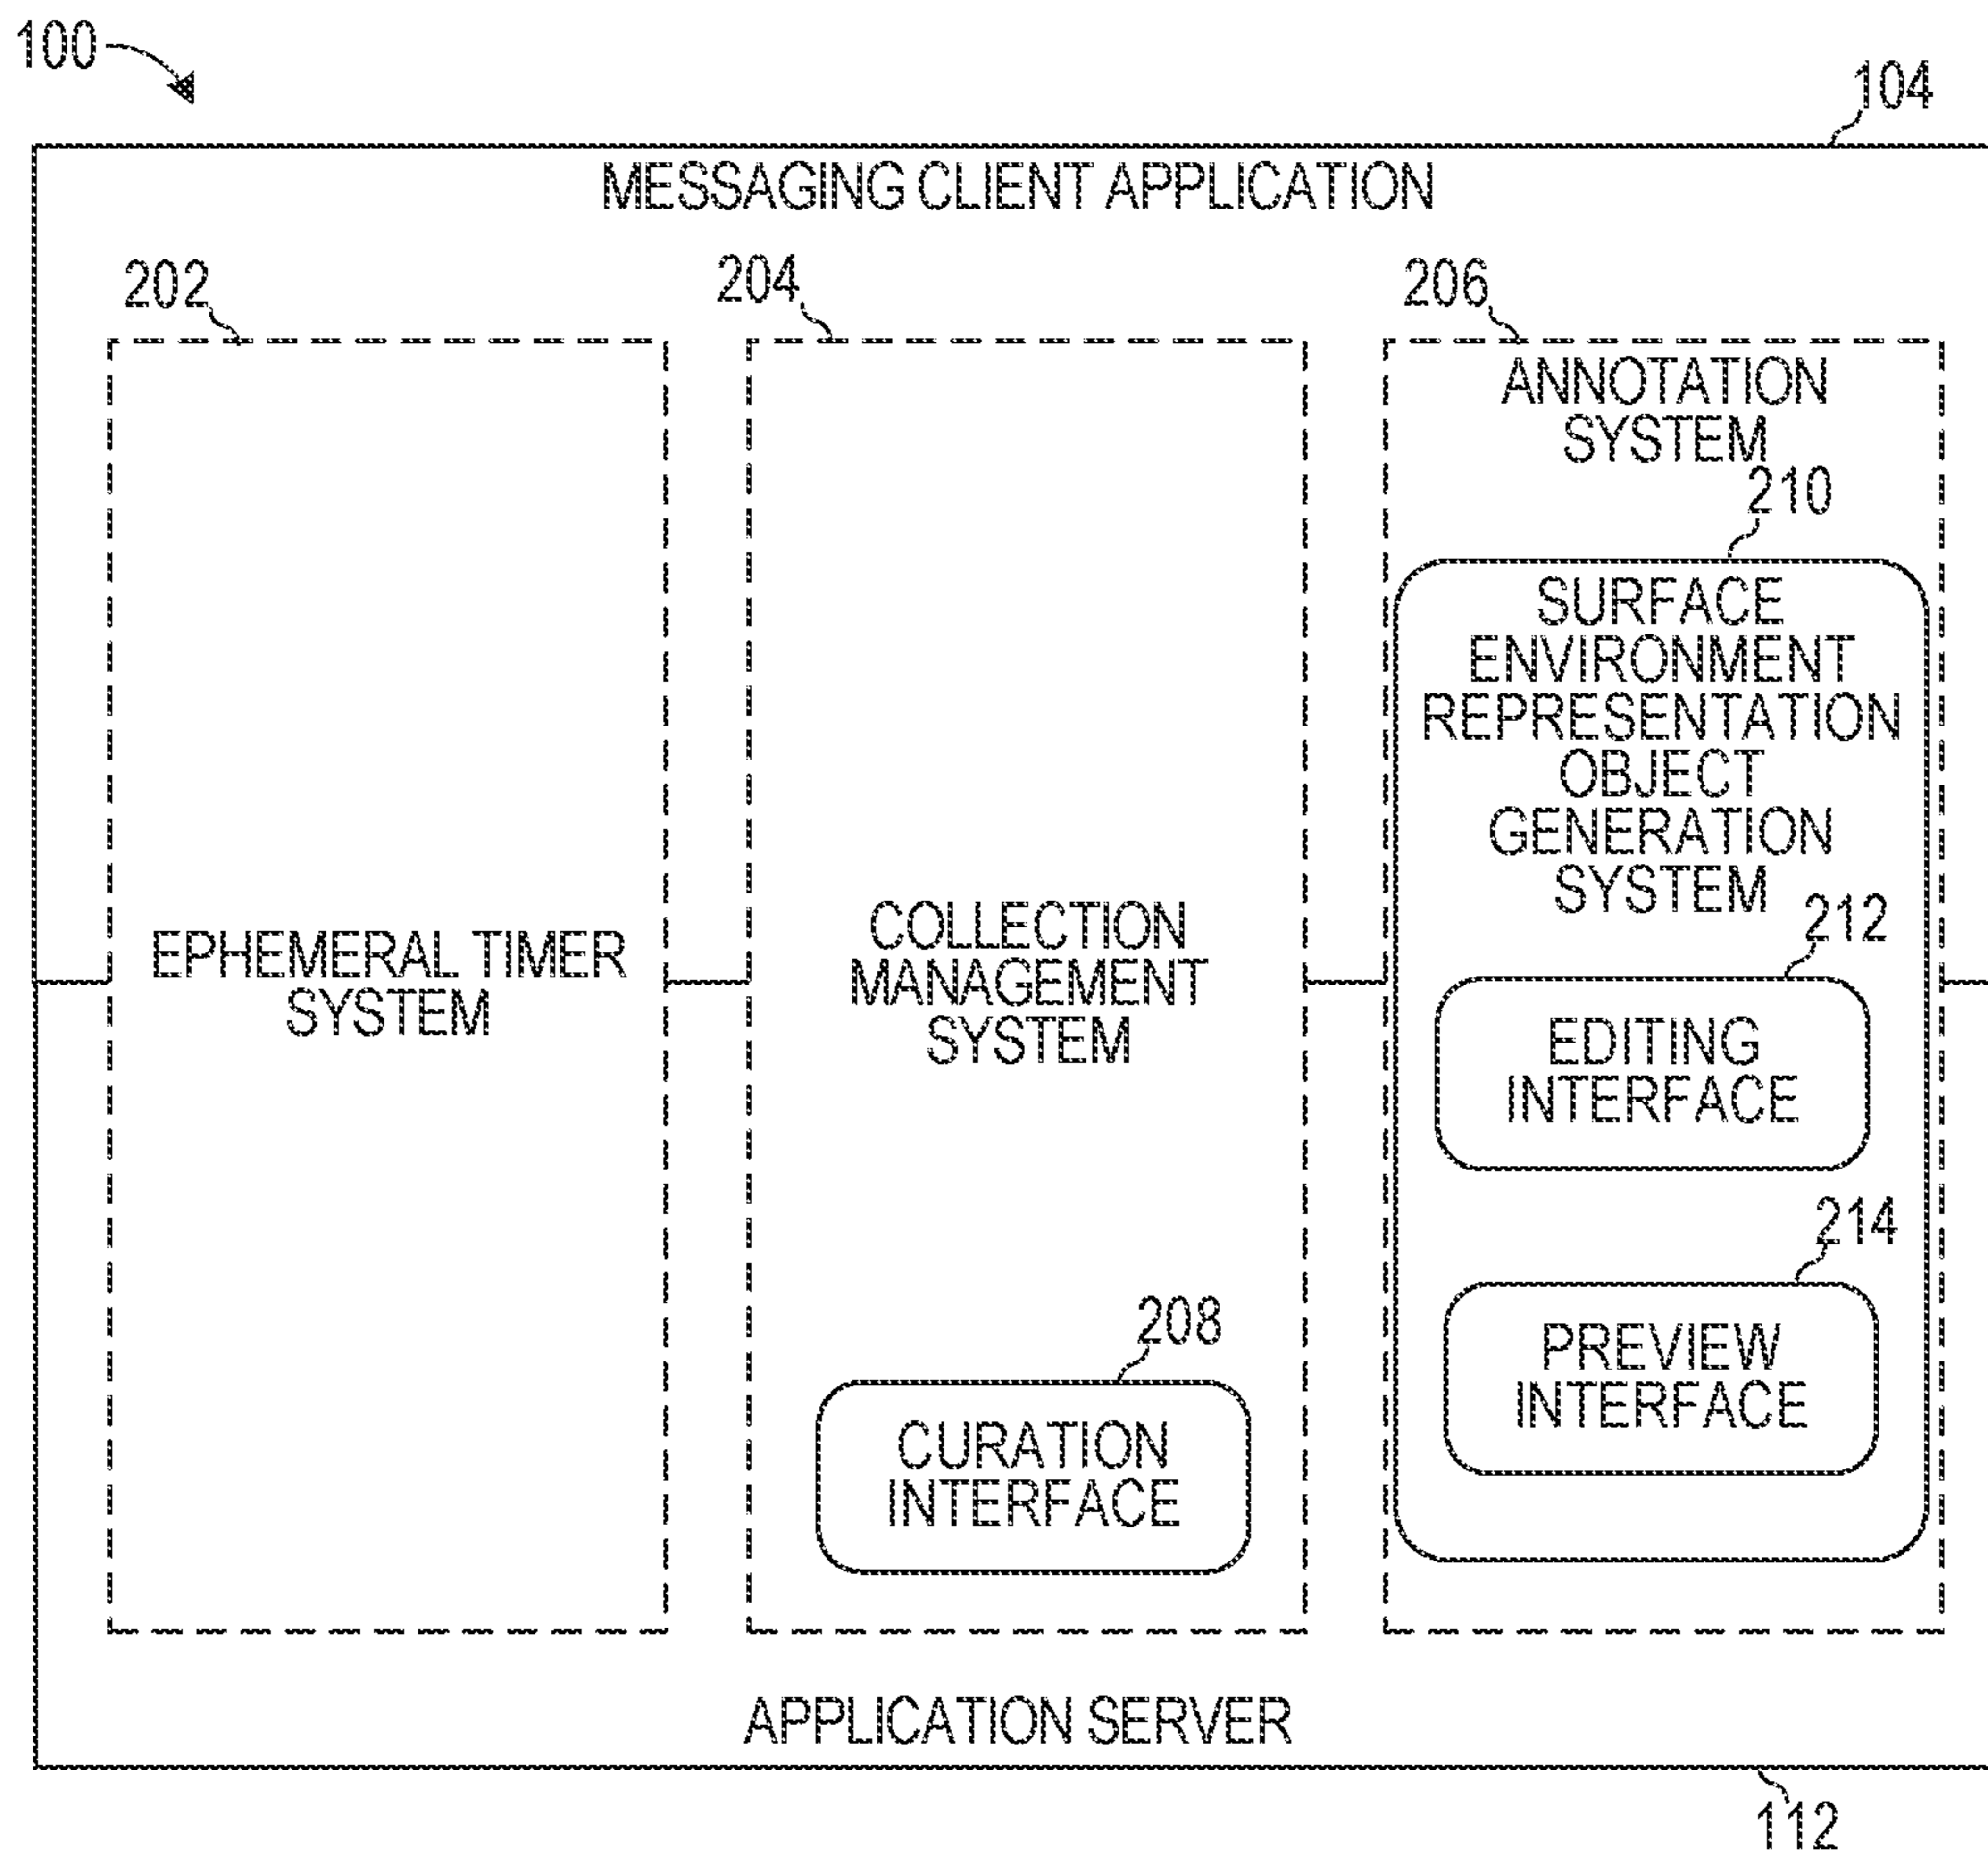 100
104
MESSAGING CLIENT APPLICATION
202
204
206
ANNOTATION
SYSTEM
210
SURFACE
ENVIRONMENT
REPRESENTATION
OBJECT
GENERATION
SYSTEM
212
EPHEMERAL TIMER
SYSTEM
COLLECTION
MANAGEMENT
SYSTEM
EDITING
INTERFACE
214
208
PREVIEW
INTERFACE
CURATION
INTERFACE
APPLICATION SERVER
112